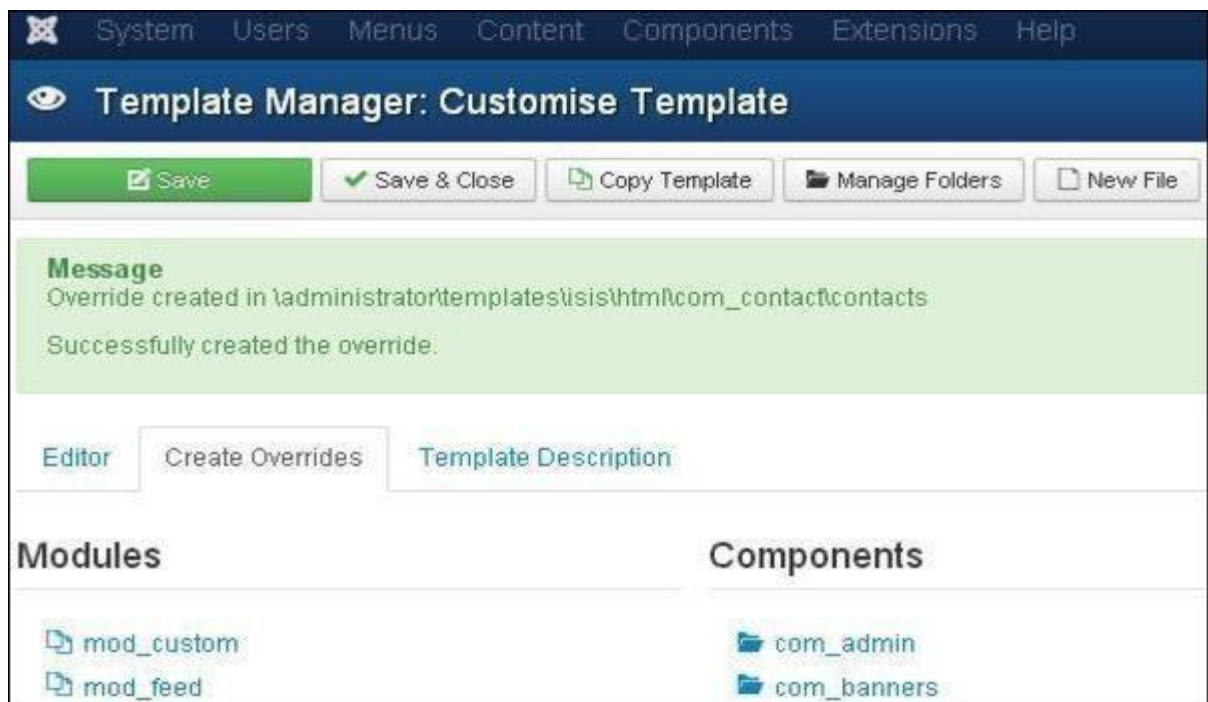 System Users Menus Content Components Extensions Help
Template Manager: Customise Template
Save Save & Close Copy Template Manage Folders New File
Message
Override created in \administrator\templates\isis\html\com_contact\contacts
Successfully created the override.
Editor Create Overrides Template Description
Modules Components
mod_custom com_admin
mod_feed com_banners